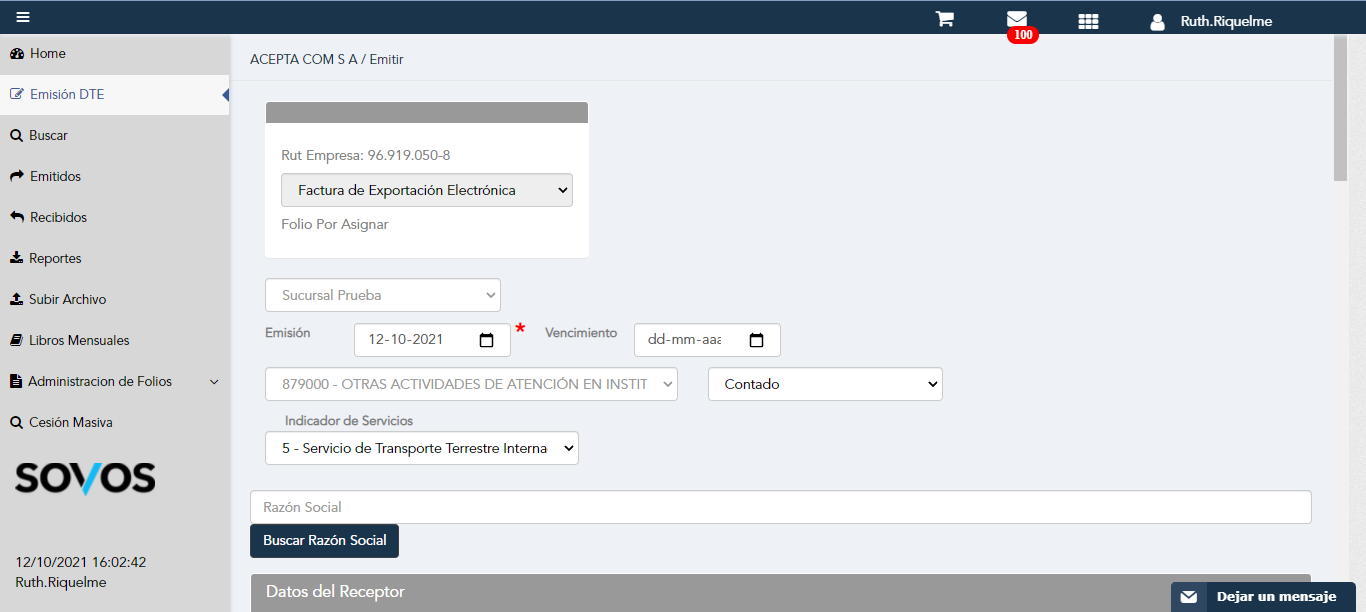 Ruth.Riquelme
100
Home
Emisión DTE
Buscar
Emitidos
Recibidos
Reportes
Subir Archivo
Libros Mensuales
Administracion de Folios
Cesión Masiva
SOVOS
12/10/2021 16:02:42
Ruth.Riquelme
ACEPTA COM S A / Emitir
Rut Empresa: 96.919.050-8
Factura de Exportación Electrónica
Folio Por Asignar
Sucursal Prueba
Emisión 12-10-2021 * Vencimiento dd-mm-aaa
879000 - OTRAS ACTIVIDADES DE ATENCIÓN EN INSTIT Contado
Indicador de Servicios
5 - Servicio de Transporte Terrestre Interna
Razón Social
Buscar Razón Social
Datos del Receptor
Dejar un mensaje